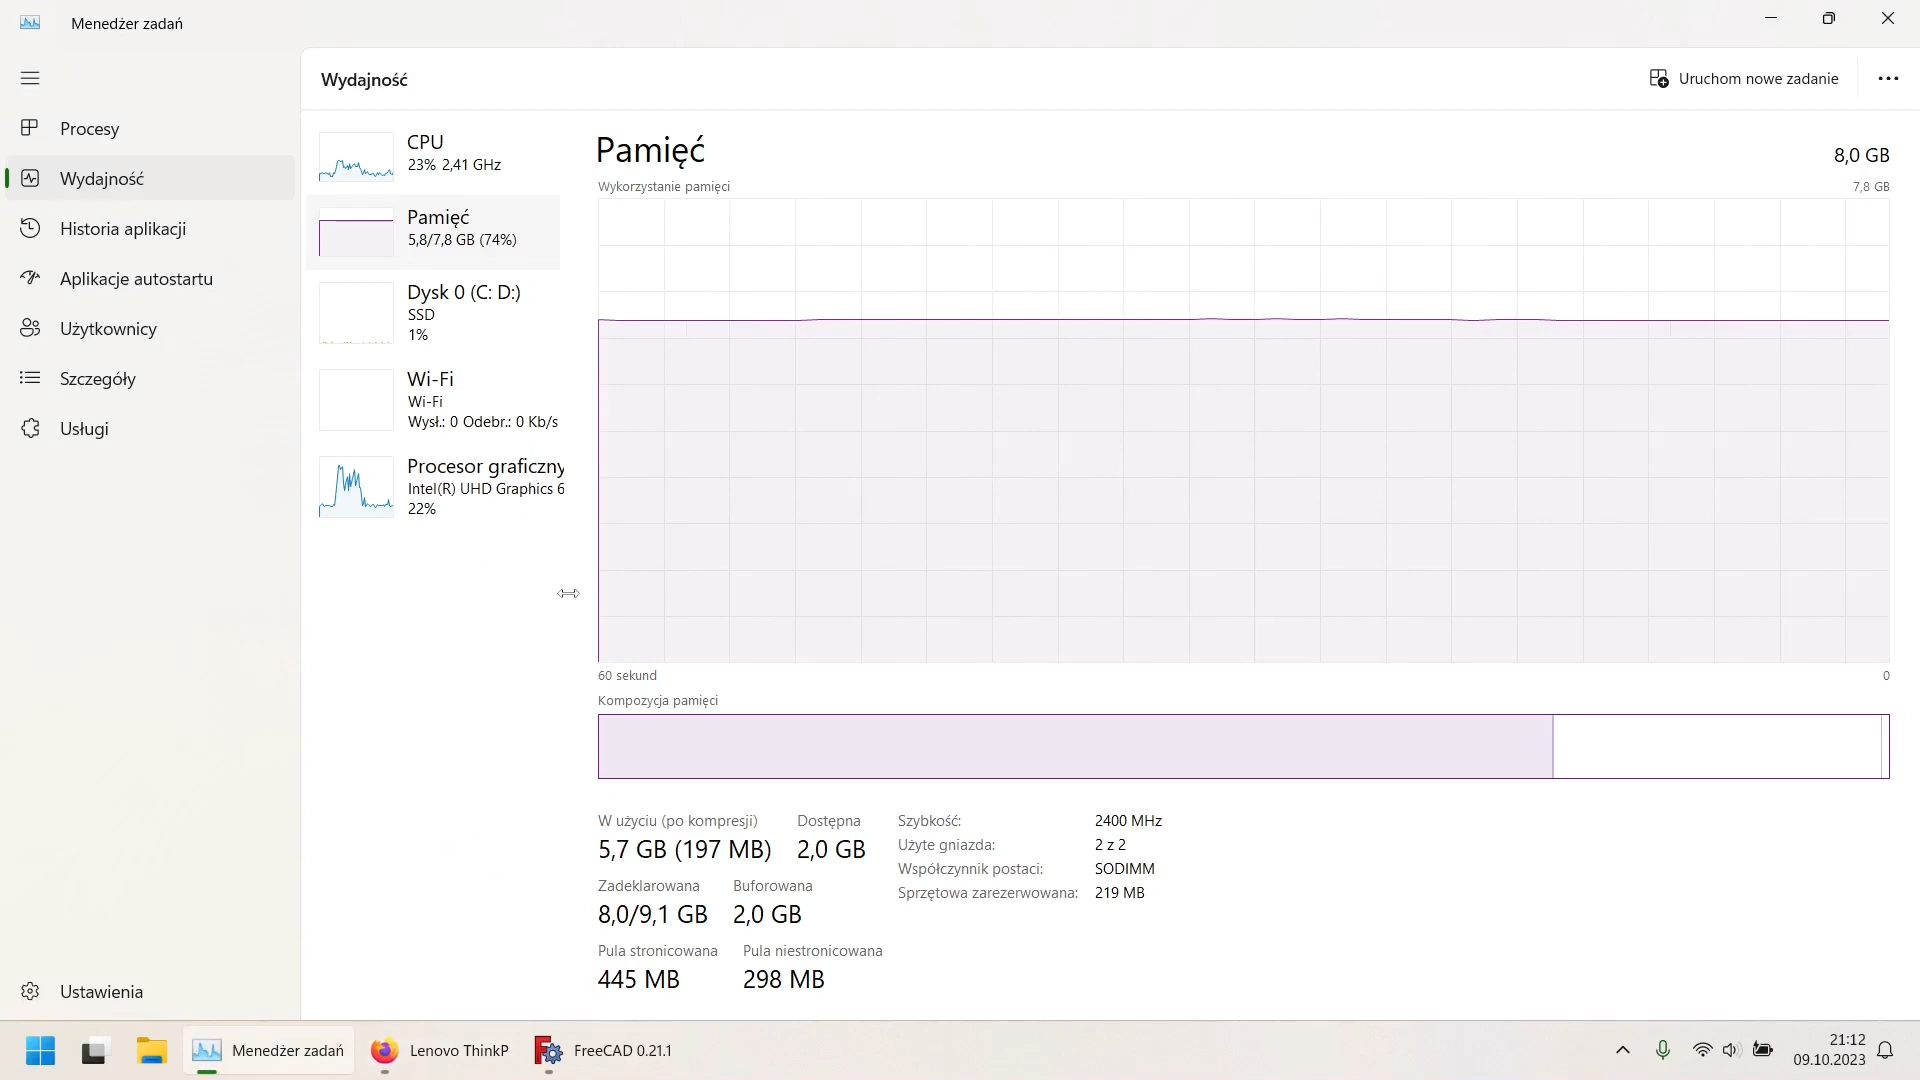 Menedżer zadań
Wydajność
Uruchom nowe zadanie
Procesy
Wydajność
Historia aplikacji
Aplikacje autostartu
Użytkownicy
Szczegóły
Usługi
Ustawienia
CPU
23% 2,41 GHz
Pamięć
5,8/7,8 GB (74%)
Dysk 0 (C: D:)
SSD
1%
Wi-Fi
Wi-Fi
Wysł.: 0 Odebr.: 0 Kb/s
Procesor graficzny
Intel(R) UHD Graphics 6
22%
Pamięć
8,0 GB
Wykorzystanie pamięci
7,8 GB
60 sekund
0
Kompozycja pamięci
W użyciu (po kompresji)
5,7 GB (197 MB)
Dostępna
2,0 GB
Zadeklarowana
8,0/9,1 GB
Buforowana
2,0 GB
Pula stronicowana
445 MB
Pula niestronicowana
298 MB
Szybkość: 2400 MHz
Użyte gniazda: 2 z 2
Współczynnik postaci: SODIMM
Sprzętowa zarezerwowana: 219 MB
Menedżer zadań
Lenovo ThinkP
FreeCAD 0.21.1
21:12
09.10.2023